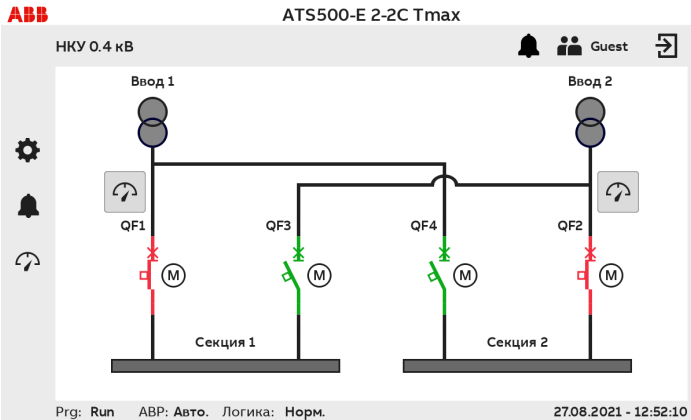 ABB
ATS500-E 2-2C Tmax
НКУ 0.4 кВ
Guest
Ввод 1
Ввод 2
QF1
QF3
QF4
QF2
M
M
M
M
Секция 1
Секция 2
Prg: Run АВР: Авто. Логика: Норм.
27.08.2021 - 12:52:10